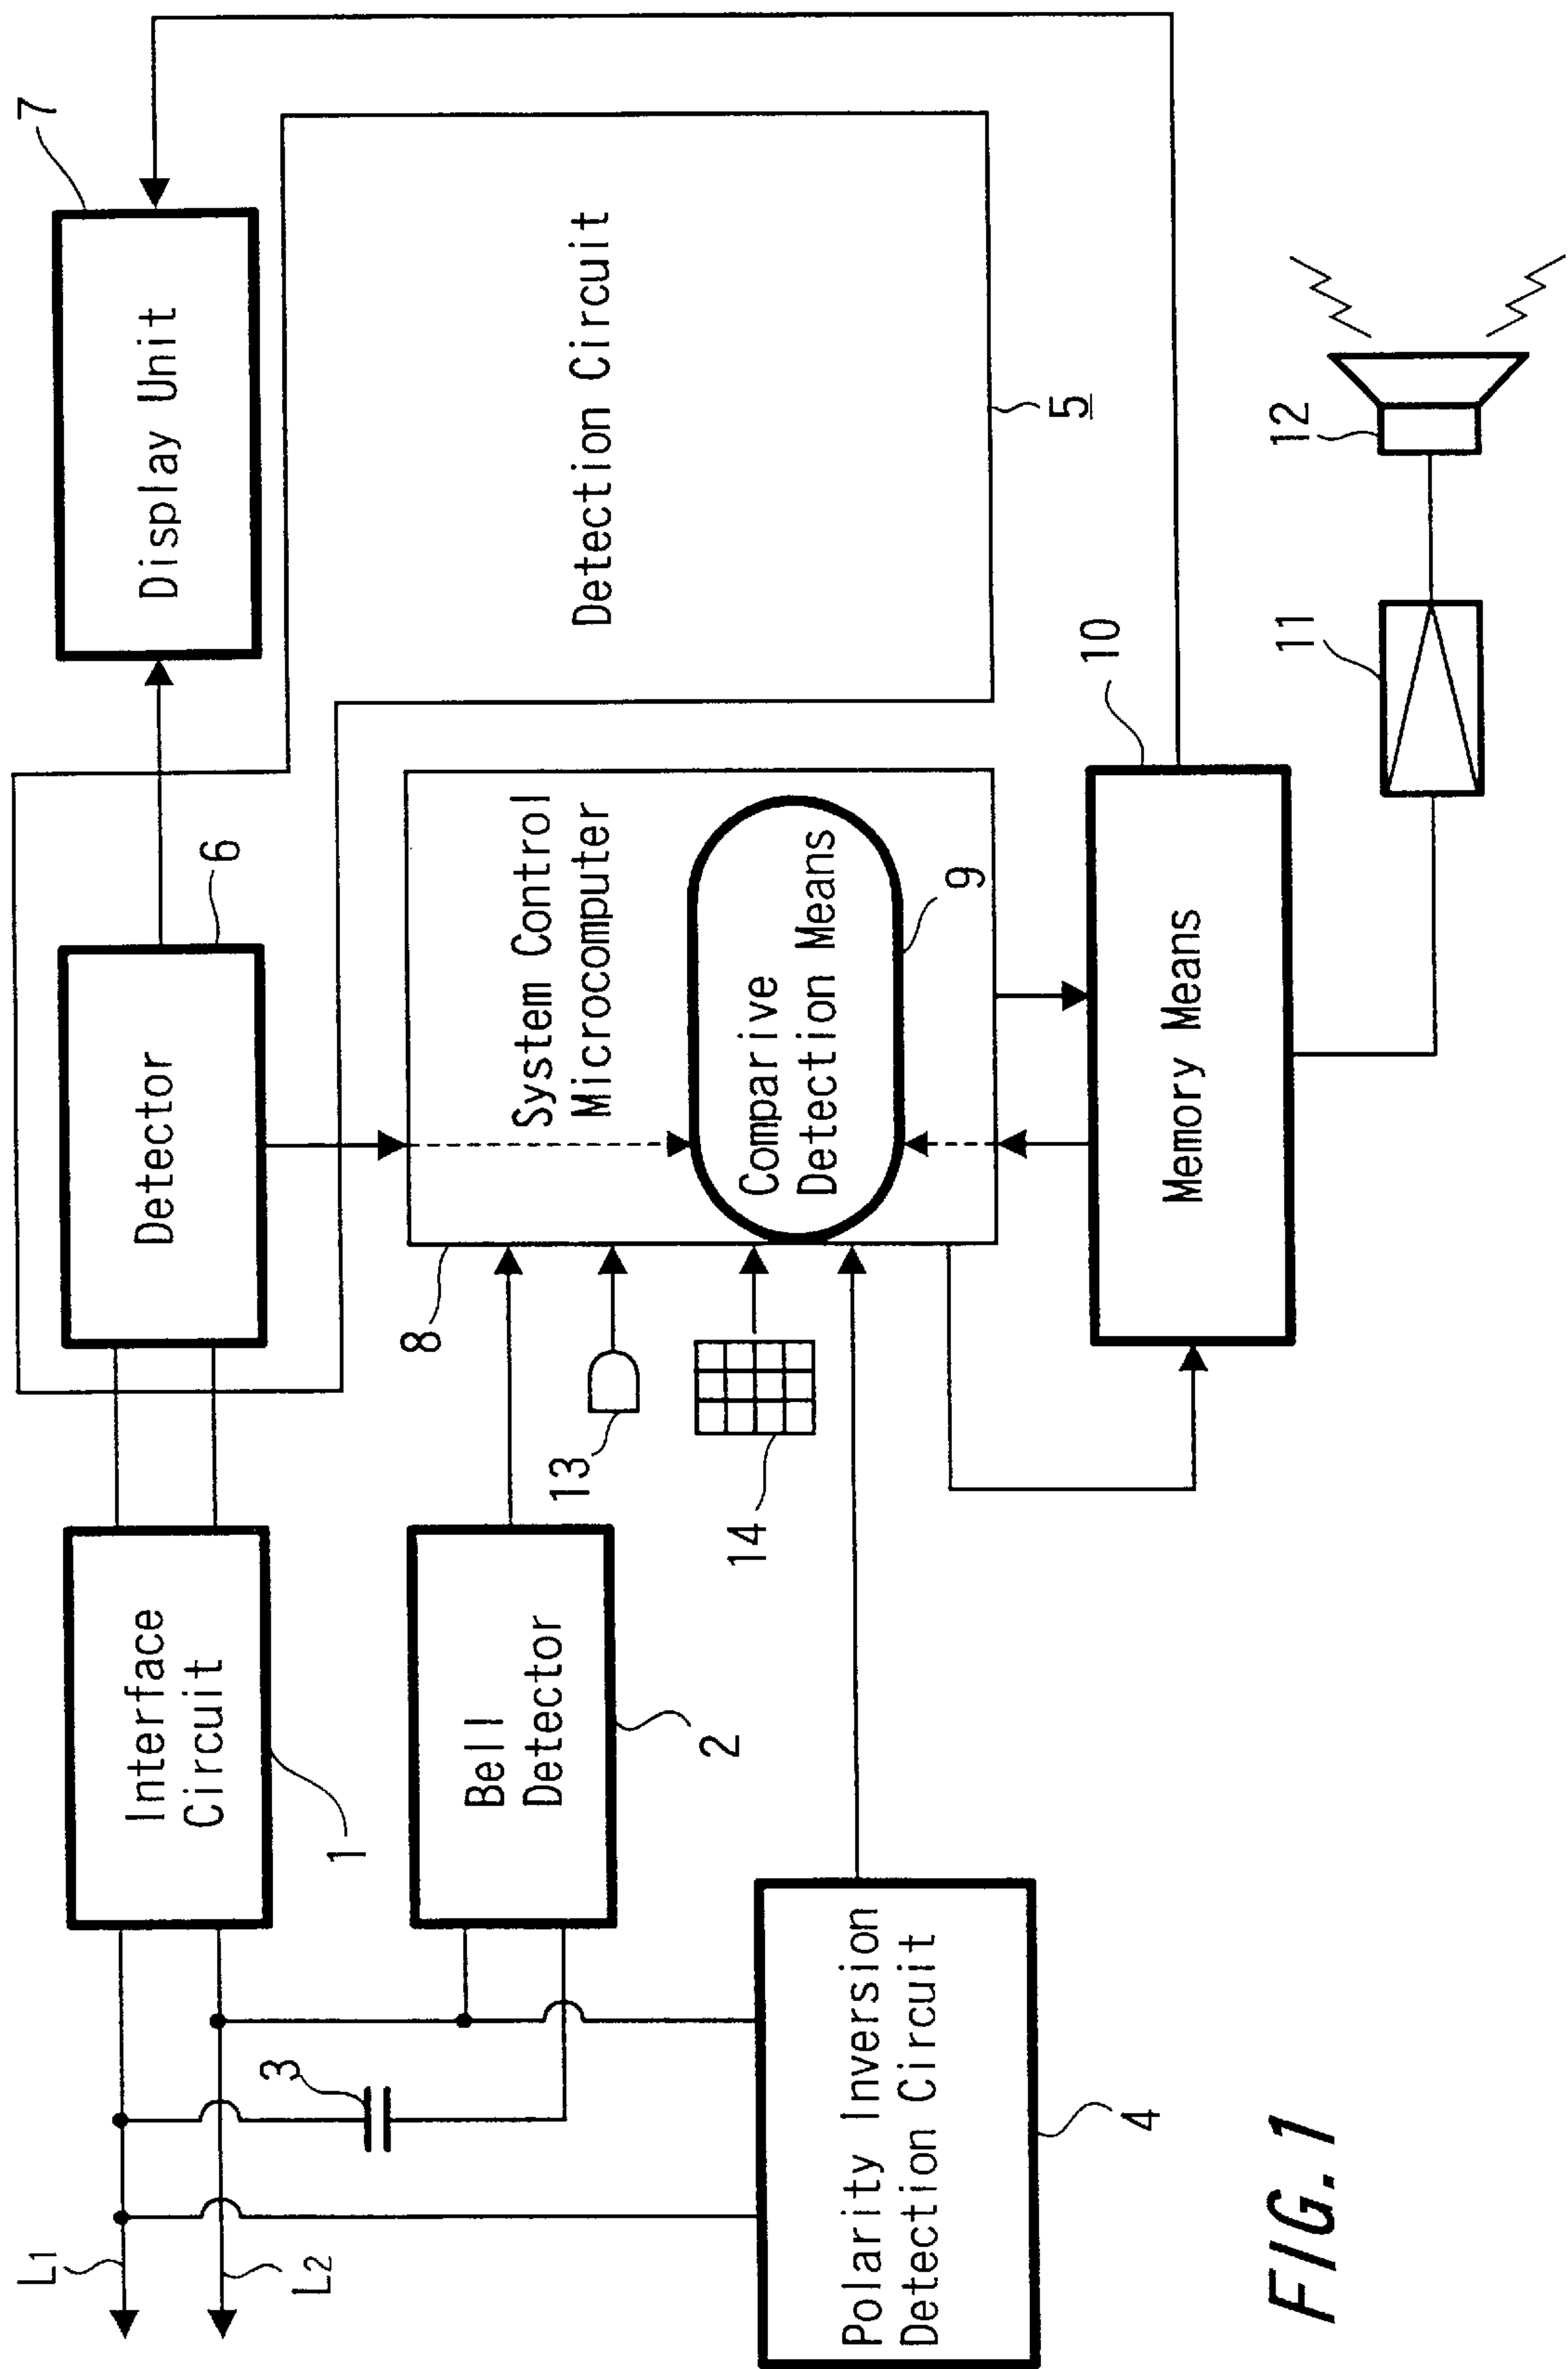 L1
L2
3
Interface
Circuit
1
Bell
Detector
2
Polarity Inversion
Detection Circuit
4
Detector
6
Display Unit
7
Detection Circuit
5
8
System Control
Microcomputer
Comparive
Detection Means
9
13
14
Memory Means
10
11
12
FIG.1